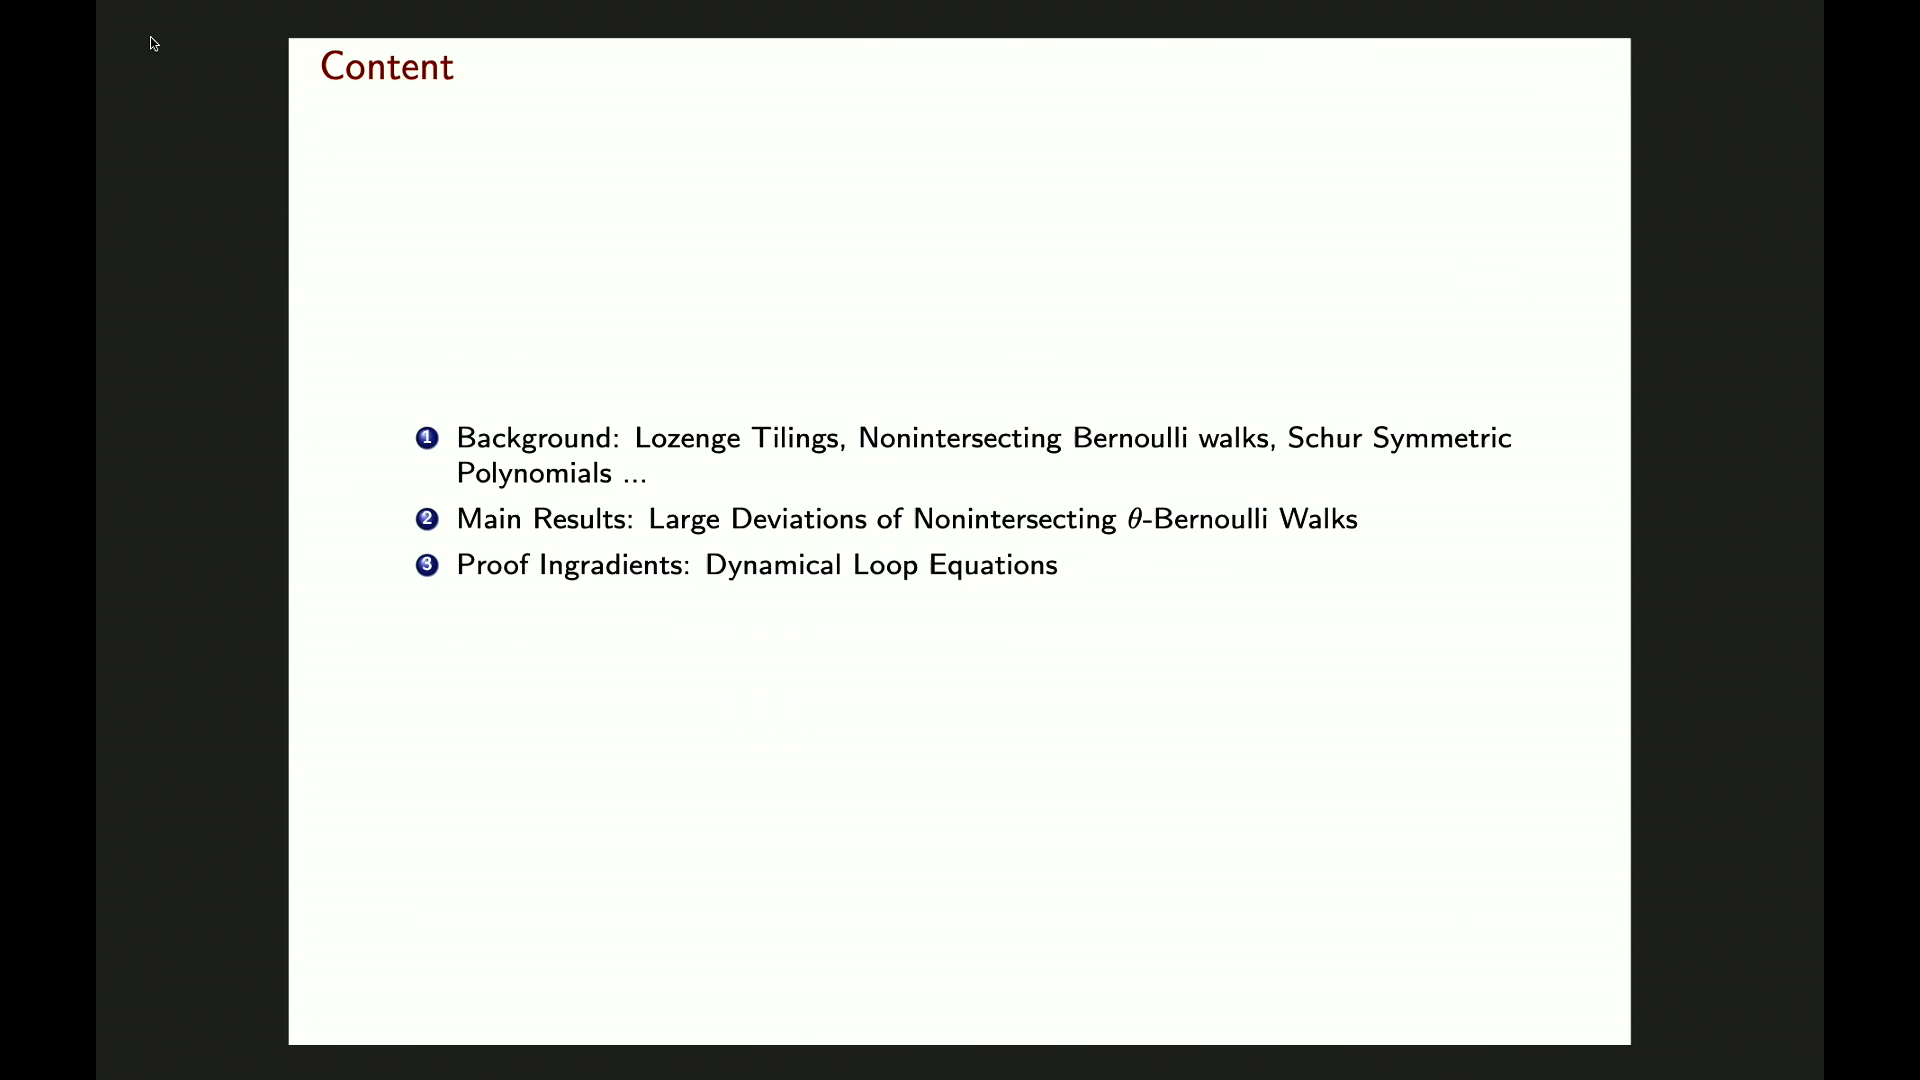 Content
1 Background: Lozenge Tilings, Nonintersecting Bernoulli walks, Schur Symmetric
Polynomials ...
2 Main Results: Large Deviations of Nonintersecting θ-Bernoulli Walks
3 Proof Ingradients: Dynamical Loop Equations